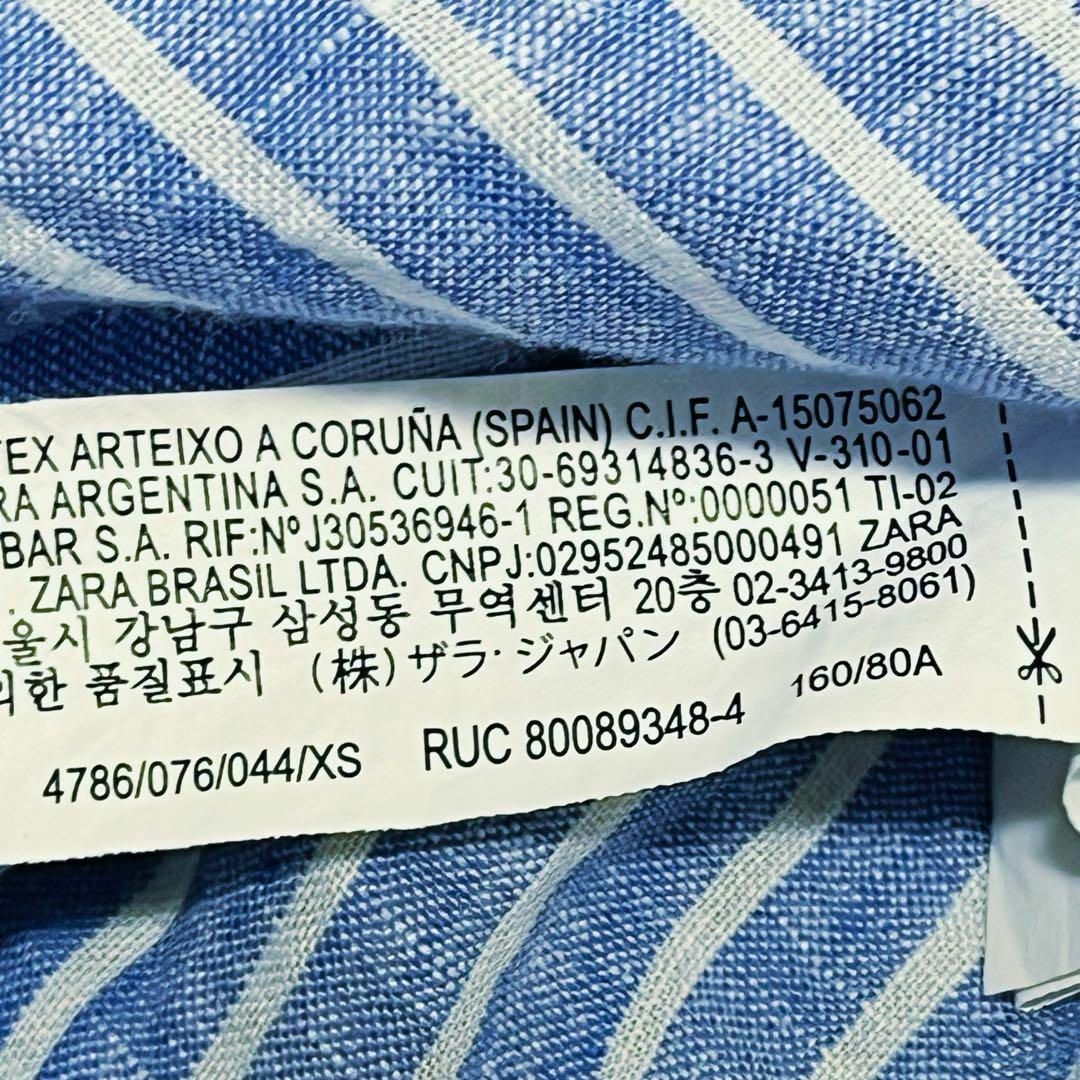 TEX ARTEIXO A CORUÑA (SPAIN) C.I.F. A-15075062
RA ARGENTINA S.A. CUIT:30-69314836-3 V-310-01
BAR S.A. RIF:NºJ30536946-1 REG.Nº:0000051 TI-02
. ZARA BRASIL LTDA. CNPJ:02952485000491 ZARA
울시 강남구 삼성동 무역센터 20층 02-3413-9800
의한 품질표시 (株)ザラ·ジャパン (03-6415-8061)
4786/076/044/XS RUC 80089348-4 160/80A